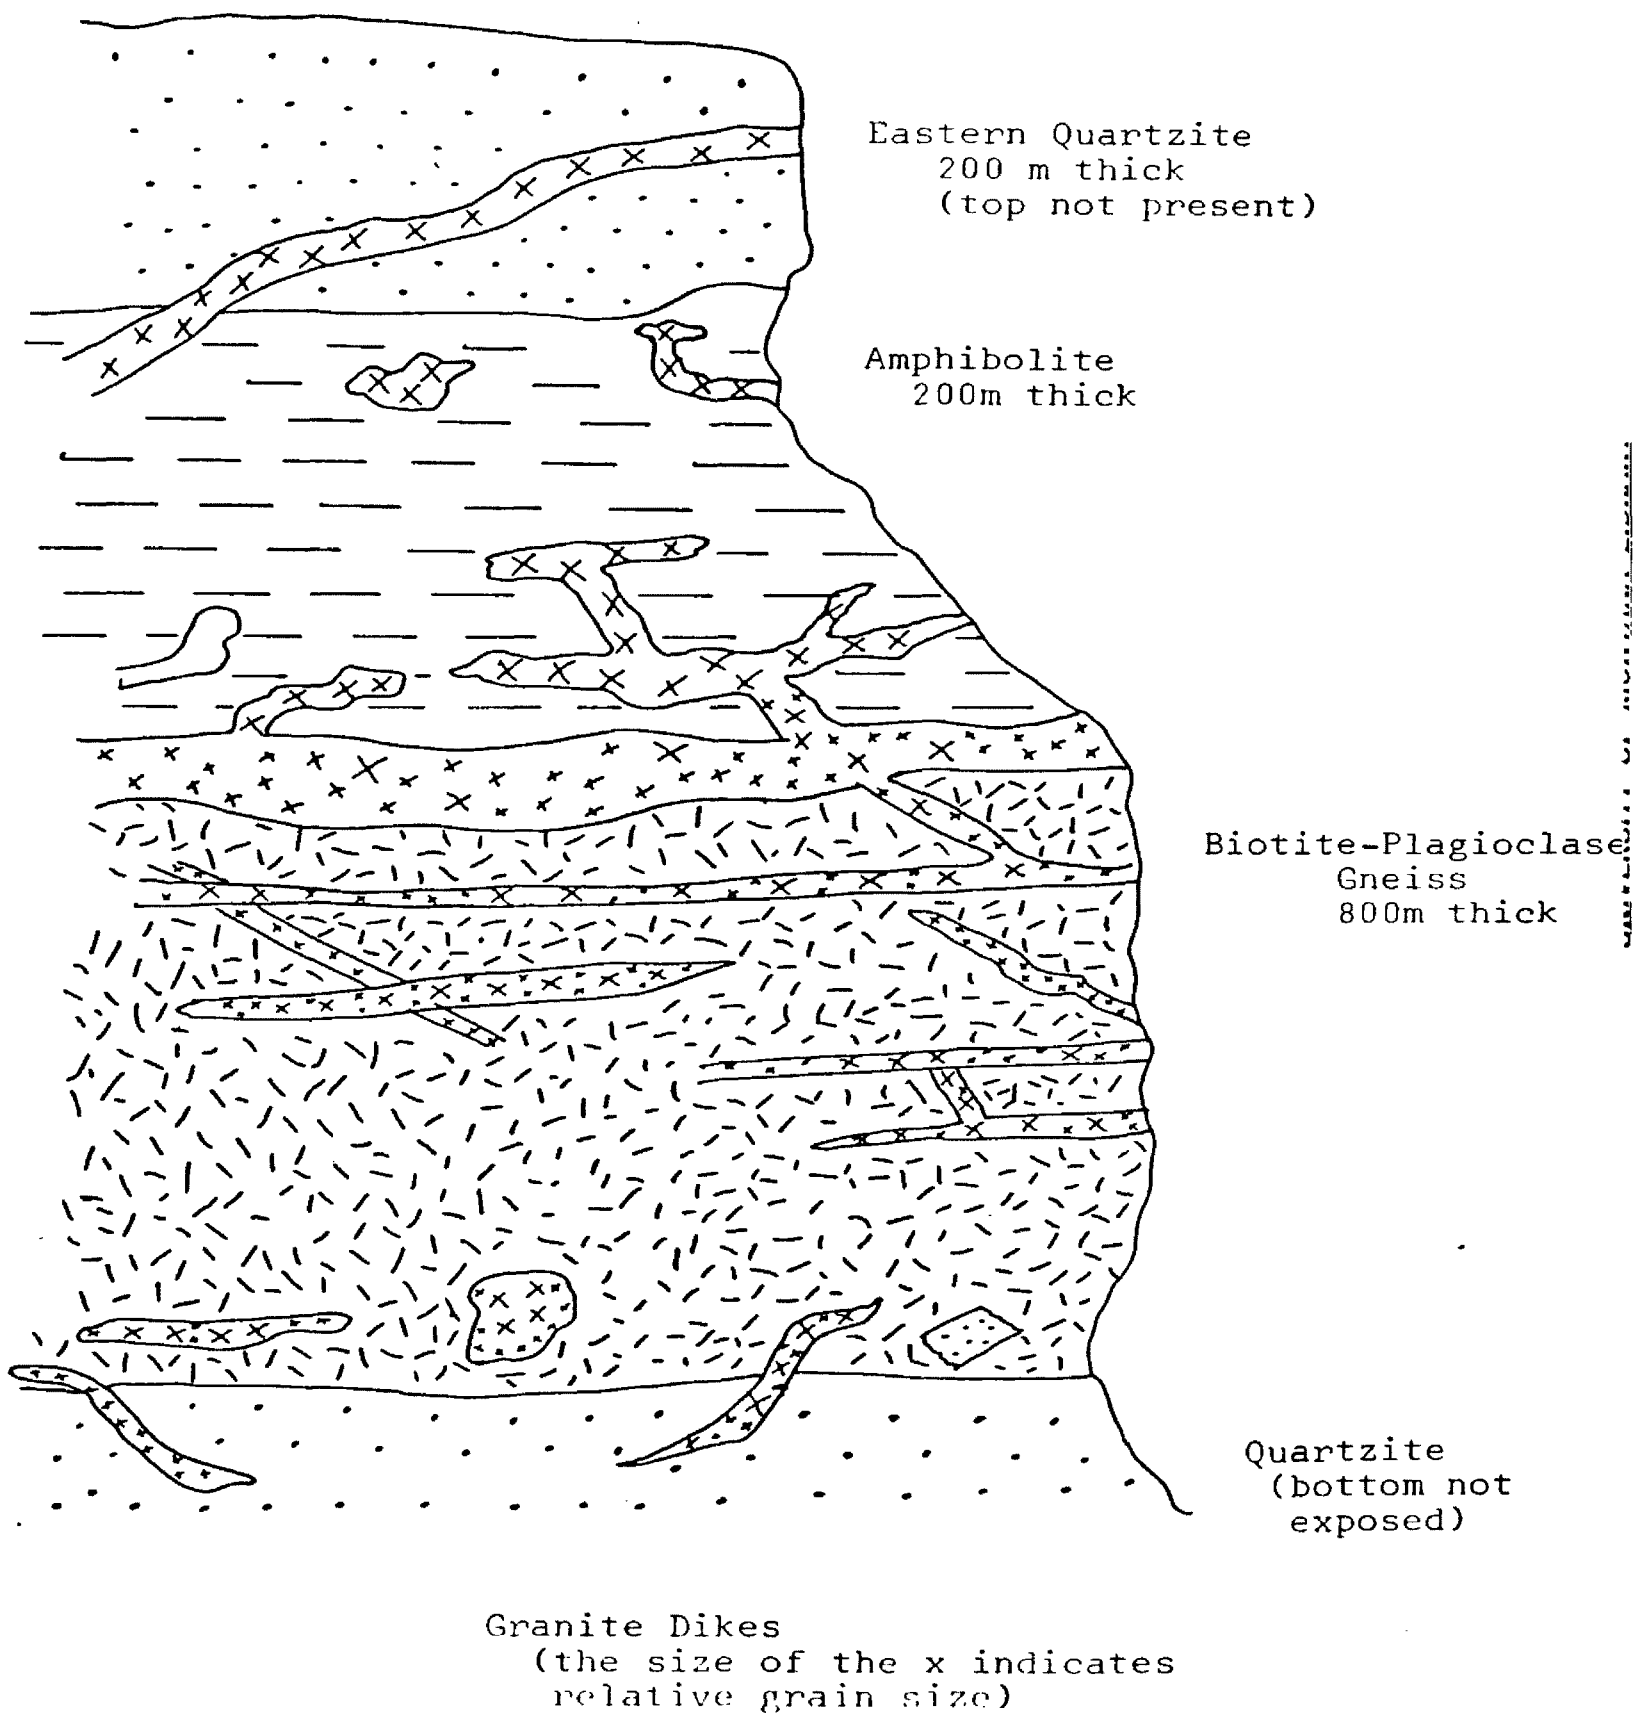 Eastern Quartzite
200 m thick
(top not present)
Amphibolite
200m thick
Biotite-Plagioclase
Gneiss
800m thick
Quartzite
(bottom not
exposed)
Granite Dikes
(the size of the x indicates
relative grain size)